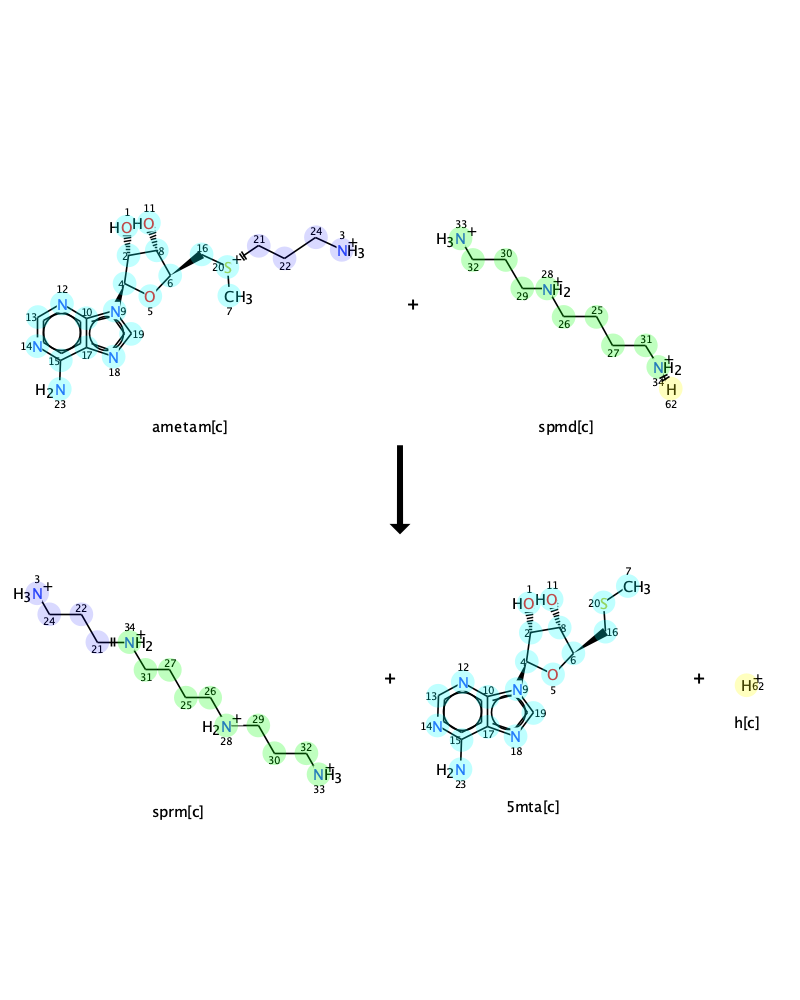 1
11
HO
HO
2
8
16
21
24
3
+
NH3
20
S
+
22
4
6
12
N
O
5
CH3
7
13
10
N
9
14
N
15
17
19
N
18
H2N
23
ametam[c]
+
33
H3N
+
30
32
28
+
NH2
29
25
26
31
27
+
NH2
34
H
62
spmd[c]
3
H3N
+
22
24
34
+
NH2
21
27
31
26
25
+
H2N
28
29
32
30
+
NH3
33
sprm[c]
+
7
CH3
20
S
1
11
HO
HO
16
2
8
4
6
12
N
O
5
13
10
N
9
14
N
15
17
19
N
18
H2N
23
5mta[c]
+
H
+
62
h[c]